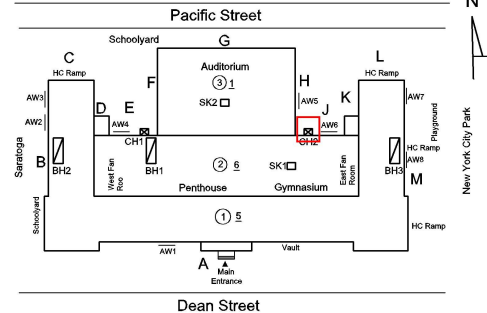 Pacific Street
N
Schoolyard
G
C
L
HC Ramp
Auditorium
HC Ramp
F
3 1
H
SK2
AW3
D
E
AW4
AW5
J
K
AW7
AW2
AW6
Playground
New York City Park
CH1
CH2
Saratoga
B
BH2
West Fan
Roo
BH1
2 6
SK1
East Fan
Room
BH3
HC Ramp
AW8
M
Penthouse
Gymnasium
Schoolyard
1 5
HC Ramp
AW1
A
Vault
Main
Entrance
Dean Street